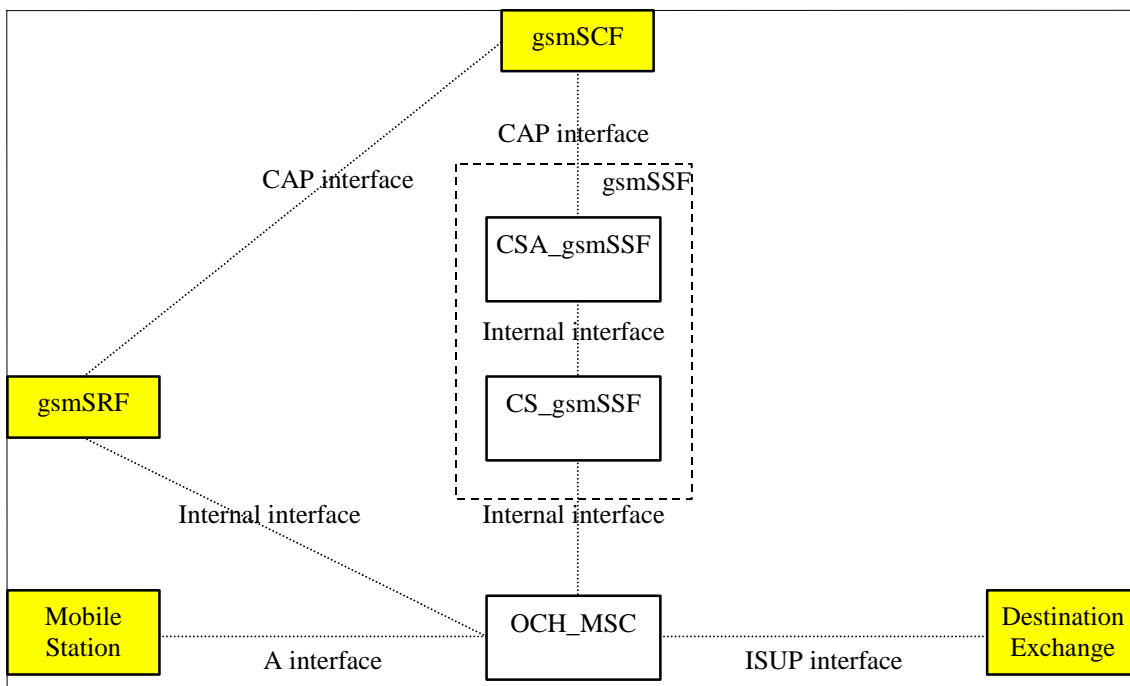 gsmSCF
CAP interface
CAP interface
gsmSSF
CSA_gsmSSF
Internal interface
gsmSRF
CS_gsmSSF
Internal interface
Internal interface
Mobile
Station
OCH_MSC
Destination
Exchange
A interface
ISUP interface